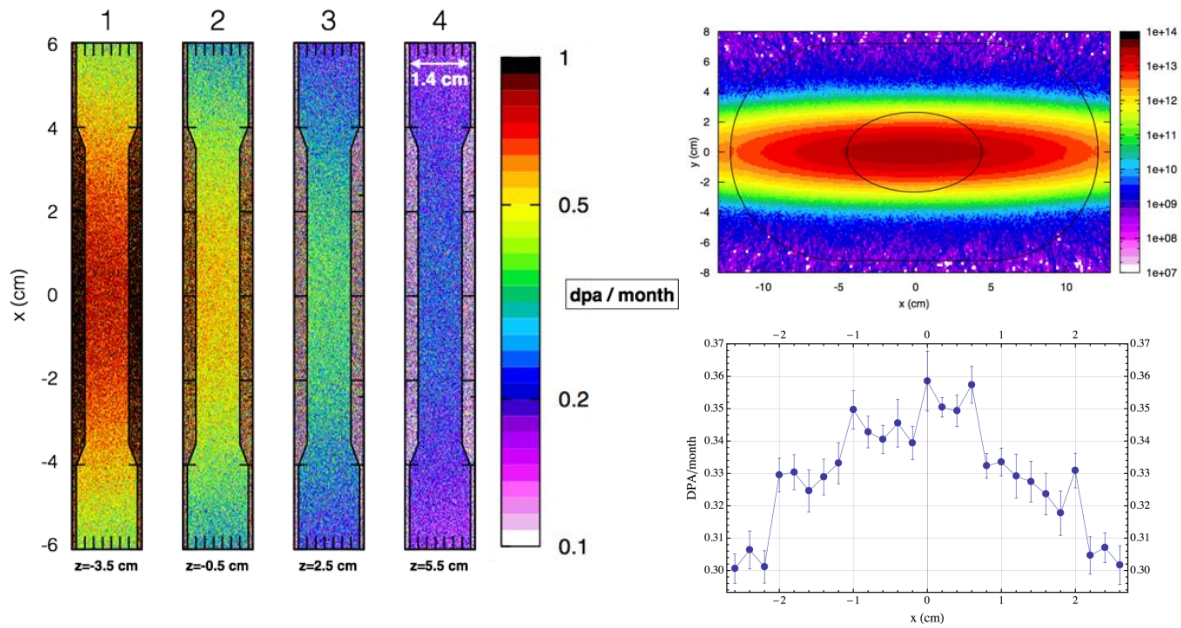 1 2 3 4
6
4
2
0
-2
-4
-6
x (cm)
1.4 cm
z=-3.5 cm z=-0.5 cm z=2.5 cm z=5.5 cm
1
0.5
0.2
0.1
dpa / month
8
6
4
2
0
-2
-4
-6
-8
y (cm)
-10 -5 0 5 10
x (cm)
1e+14
1e+13
1e+12
1e+11
1e+10
1e+09
1e+08
1e+07
−2 −1 0 1 2
0.37 0.37
0.36 0.36
0.35 0.35
0.34 0.34
0.33 0.33
0.32 0.32
0.31 0.31
0.30 0.30
DPA/month
−2 −1 0 1 2
x (cm)